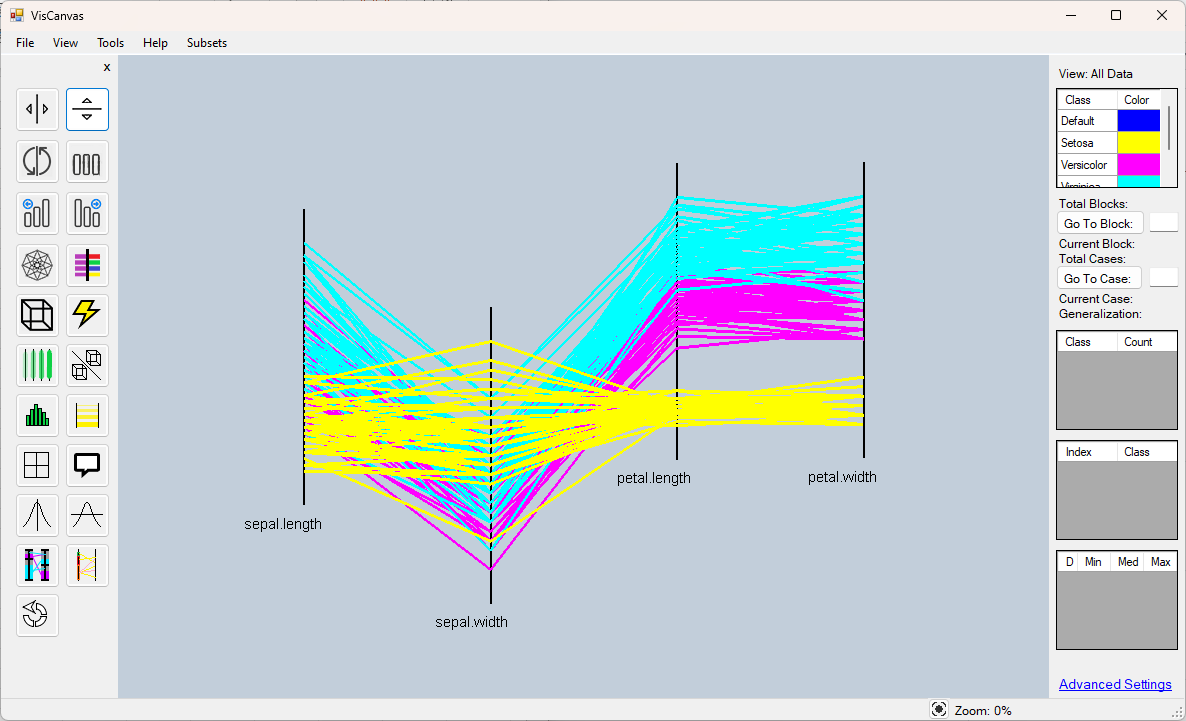 VisCanvas
File View Tools Help Subsets
x
View: All Data
Class Color
Default
Setosa
Versicolor
Virginica
Total Blocks:
Go To Block:
Current Block:
Total Cases:
Go To Case:
Current Case:
Generalization:
Class Count
Index Class
D Min Med Max
Advanced Settings
petal.length
petal.width
sepal.length
sepal.width
Zoom: 0%